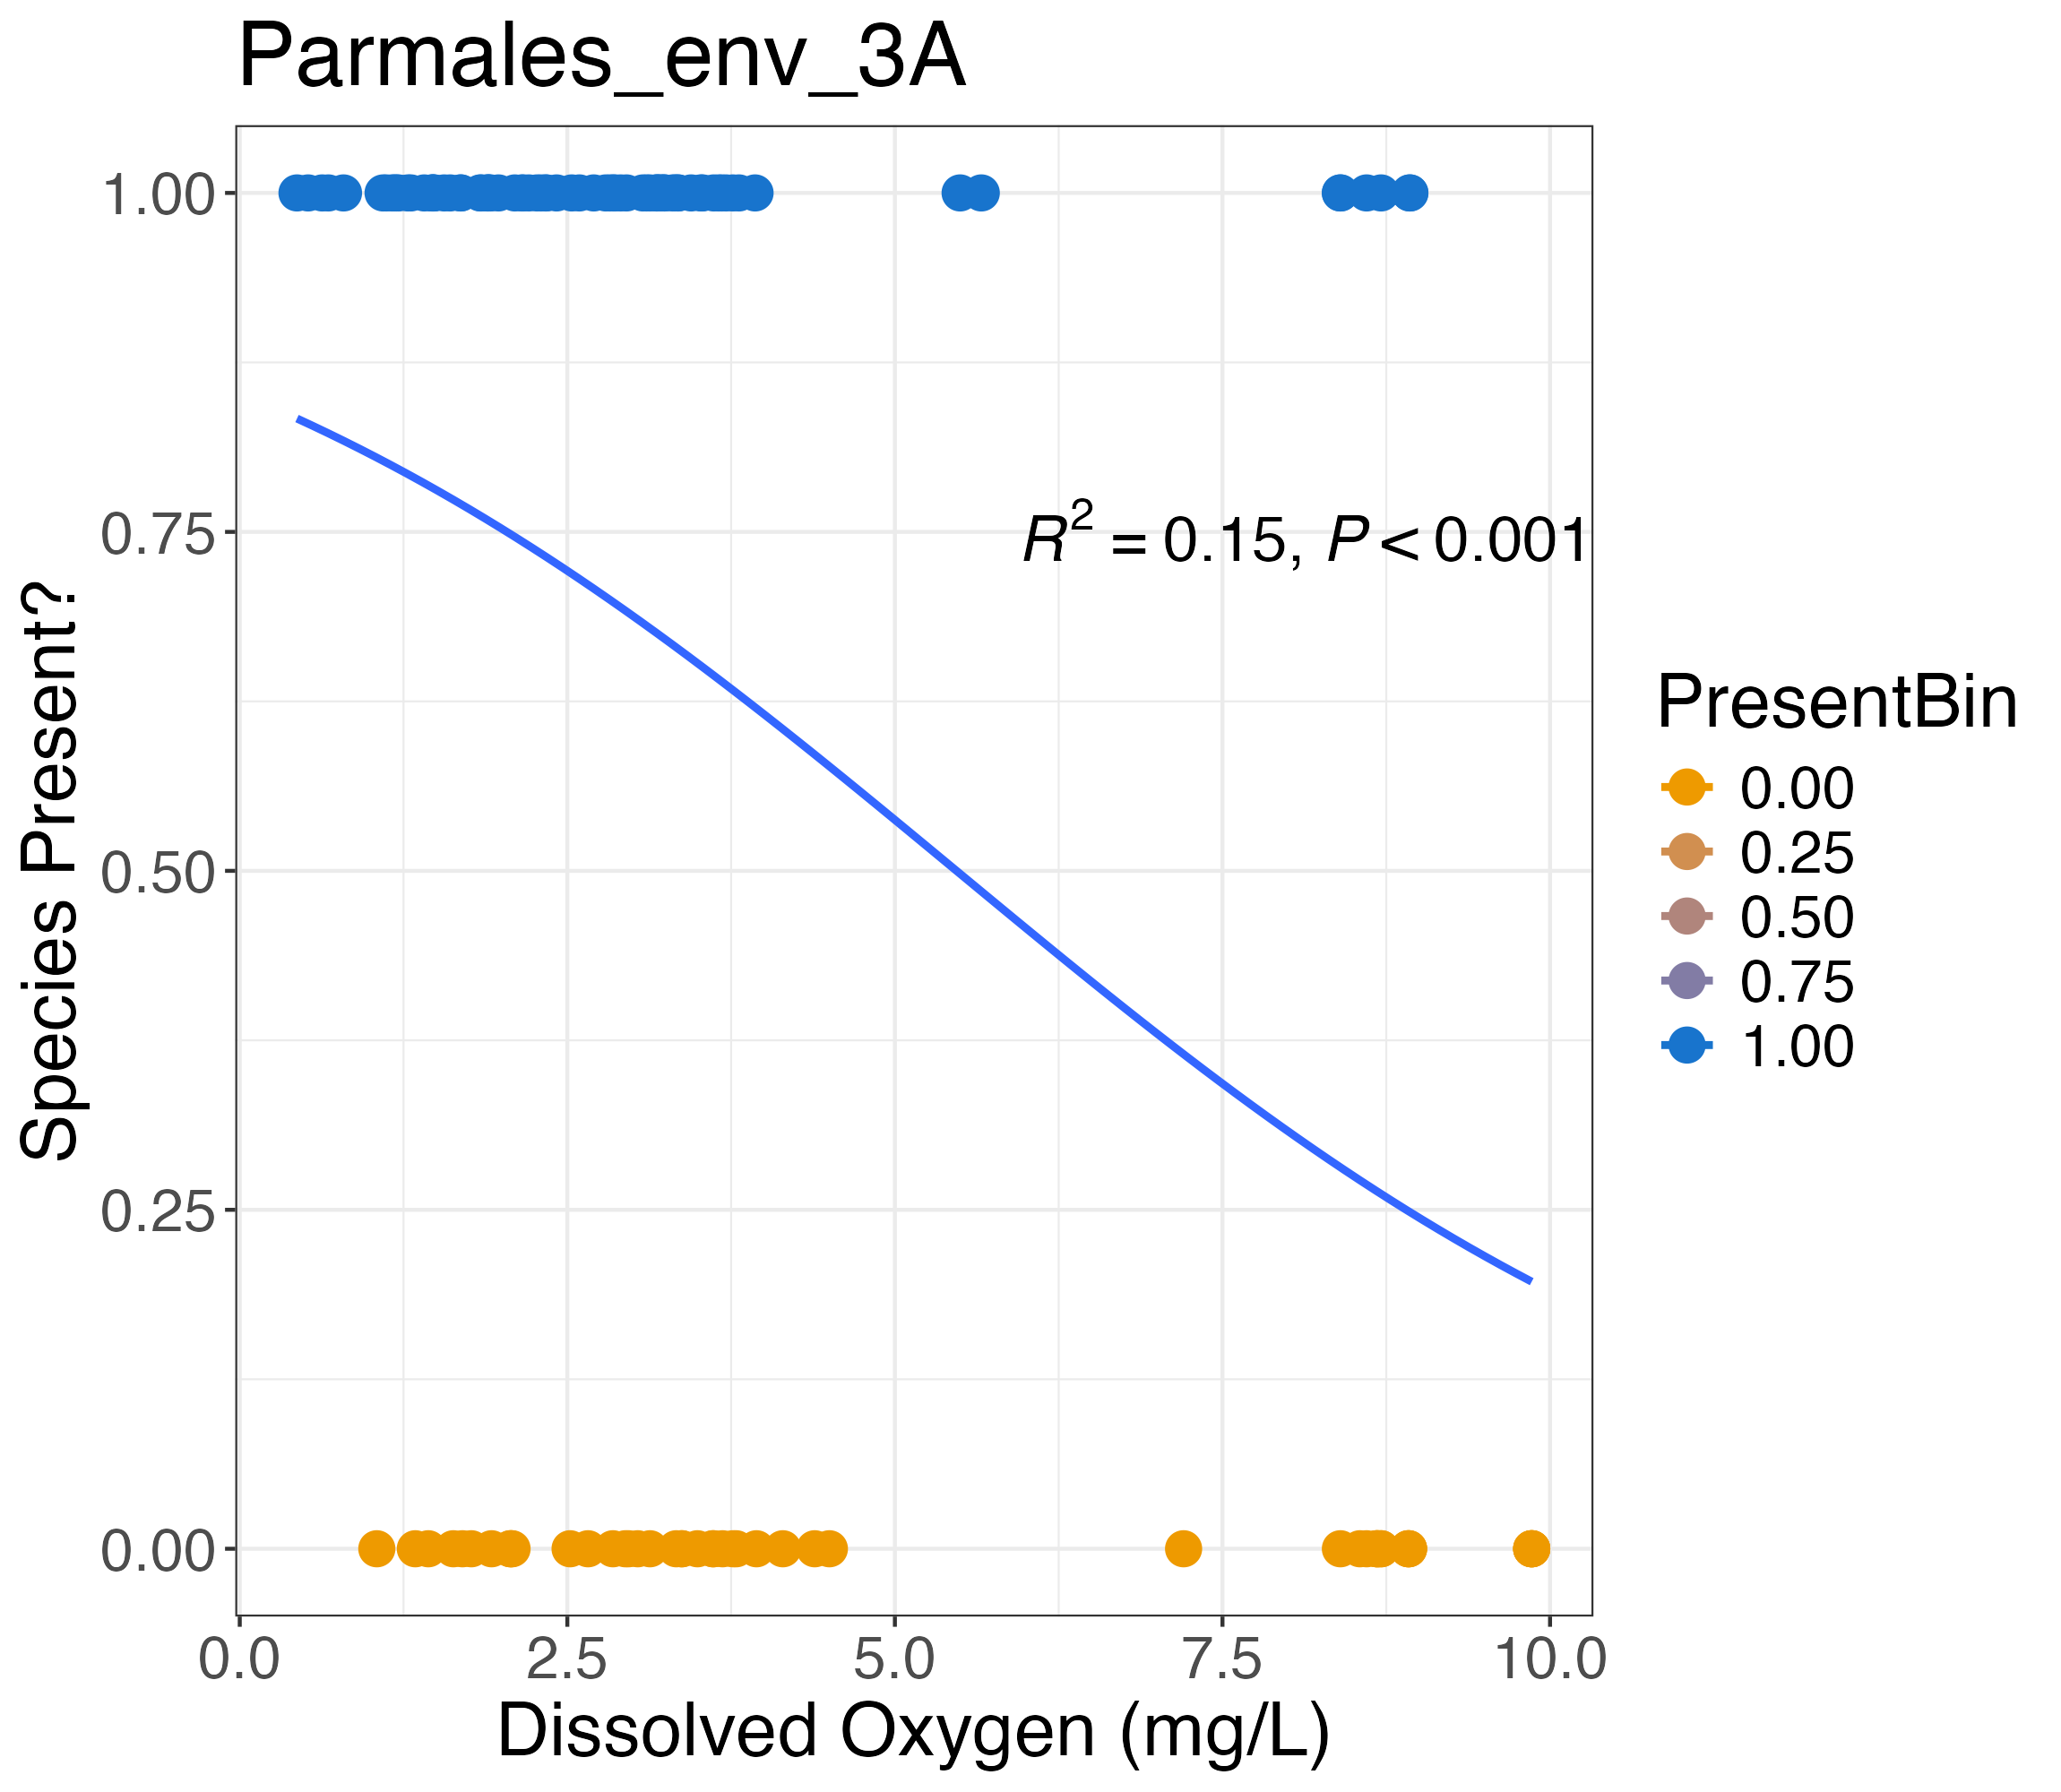 Parmales_env_3A
1.00
0.75
0.50
0.25
0.00
Species Present?
R² = 0.15, P < 0.001
0.0 2.5 5.0 7.5 10.0
Dissolved Oxygen (mg/L)
PresentBin
0.00
0.25
0.50
0.75
1.00